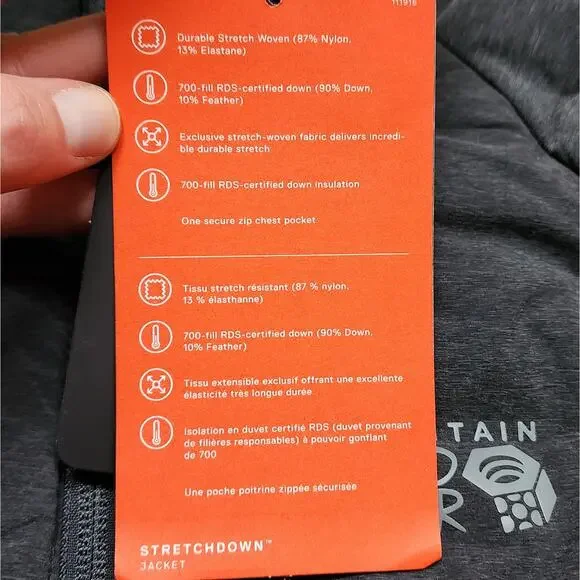 111916
Durable Stretch Woven (87% Nylon,
13% Elastane)
700-fill RDS-certified down (90% Down,
10% Feather)
Exclusive stretch-woven fabric delivers incredi-
ble durable stretch
700-fill RDS-certified down insulation
One secure zip chest pocket
Tissu stretch résistant (87 % nylon,
13 % élasthanne)
700-fill RDS-certified down (90% Down,
10% Feather)
Tissu extensible exclusif offrant une excellente
élasticité très longue durée
Isolation en duvet certifié RDS (duvet provenant
de filières responsables) à pouvoir gonflant
de 700
Une poche poitrine zippée sécurisée
STRETCHDOWN™
JACKET
TAIN
R